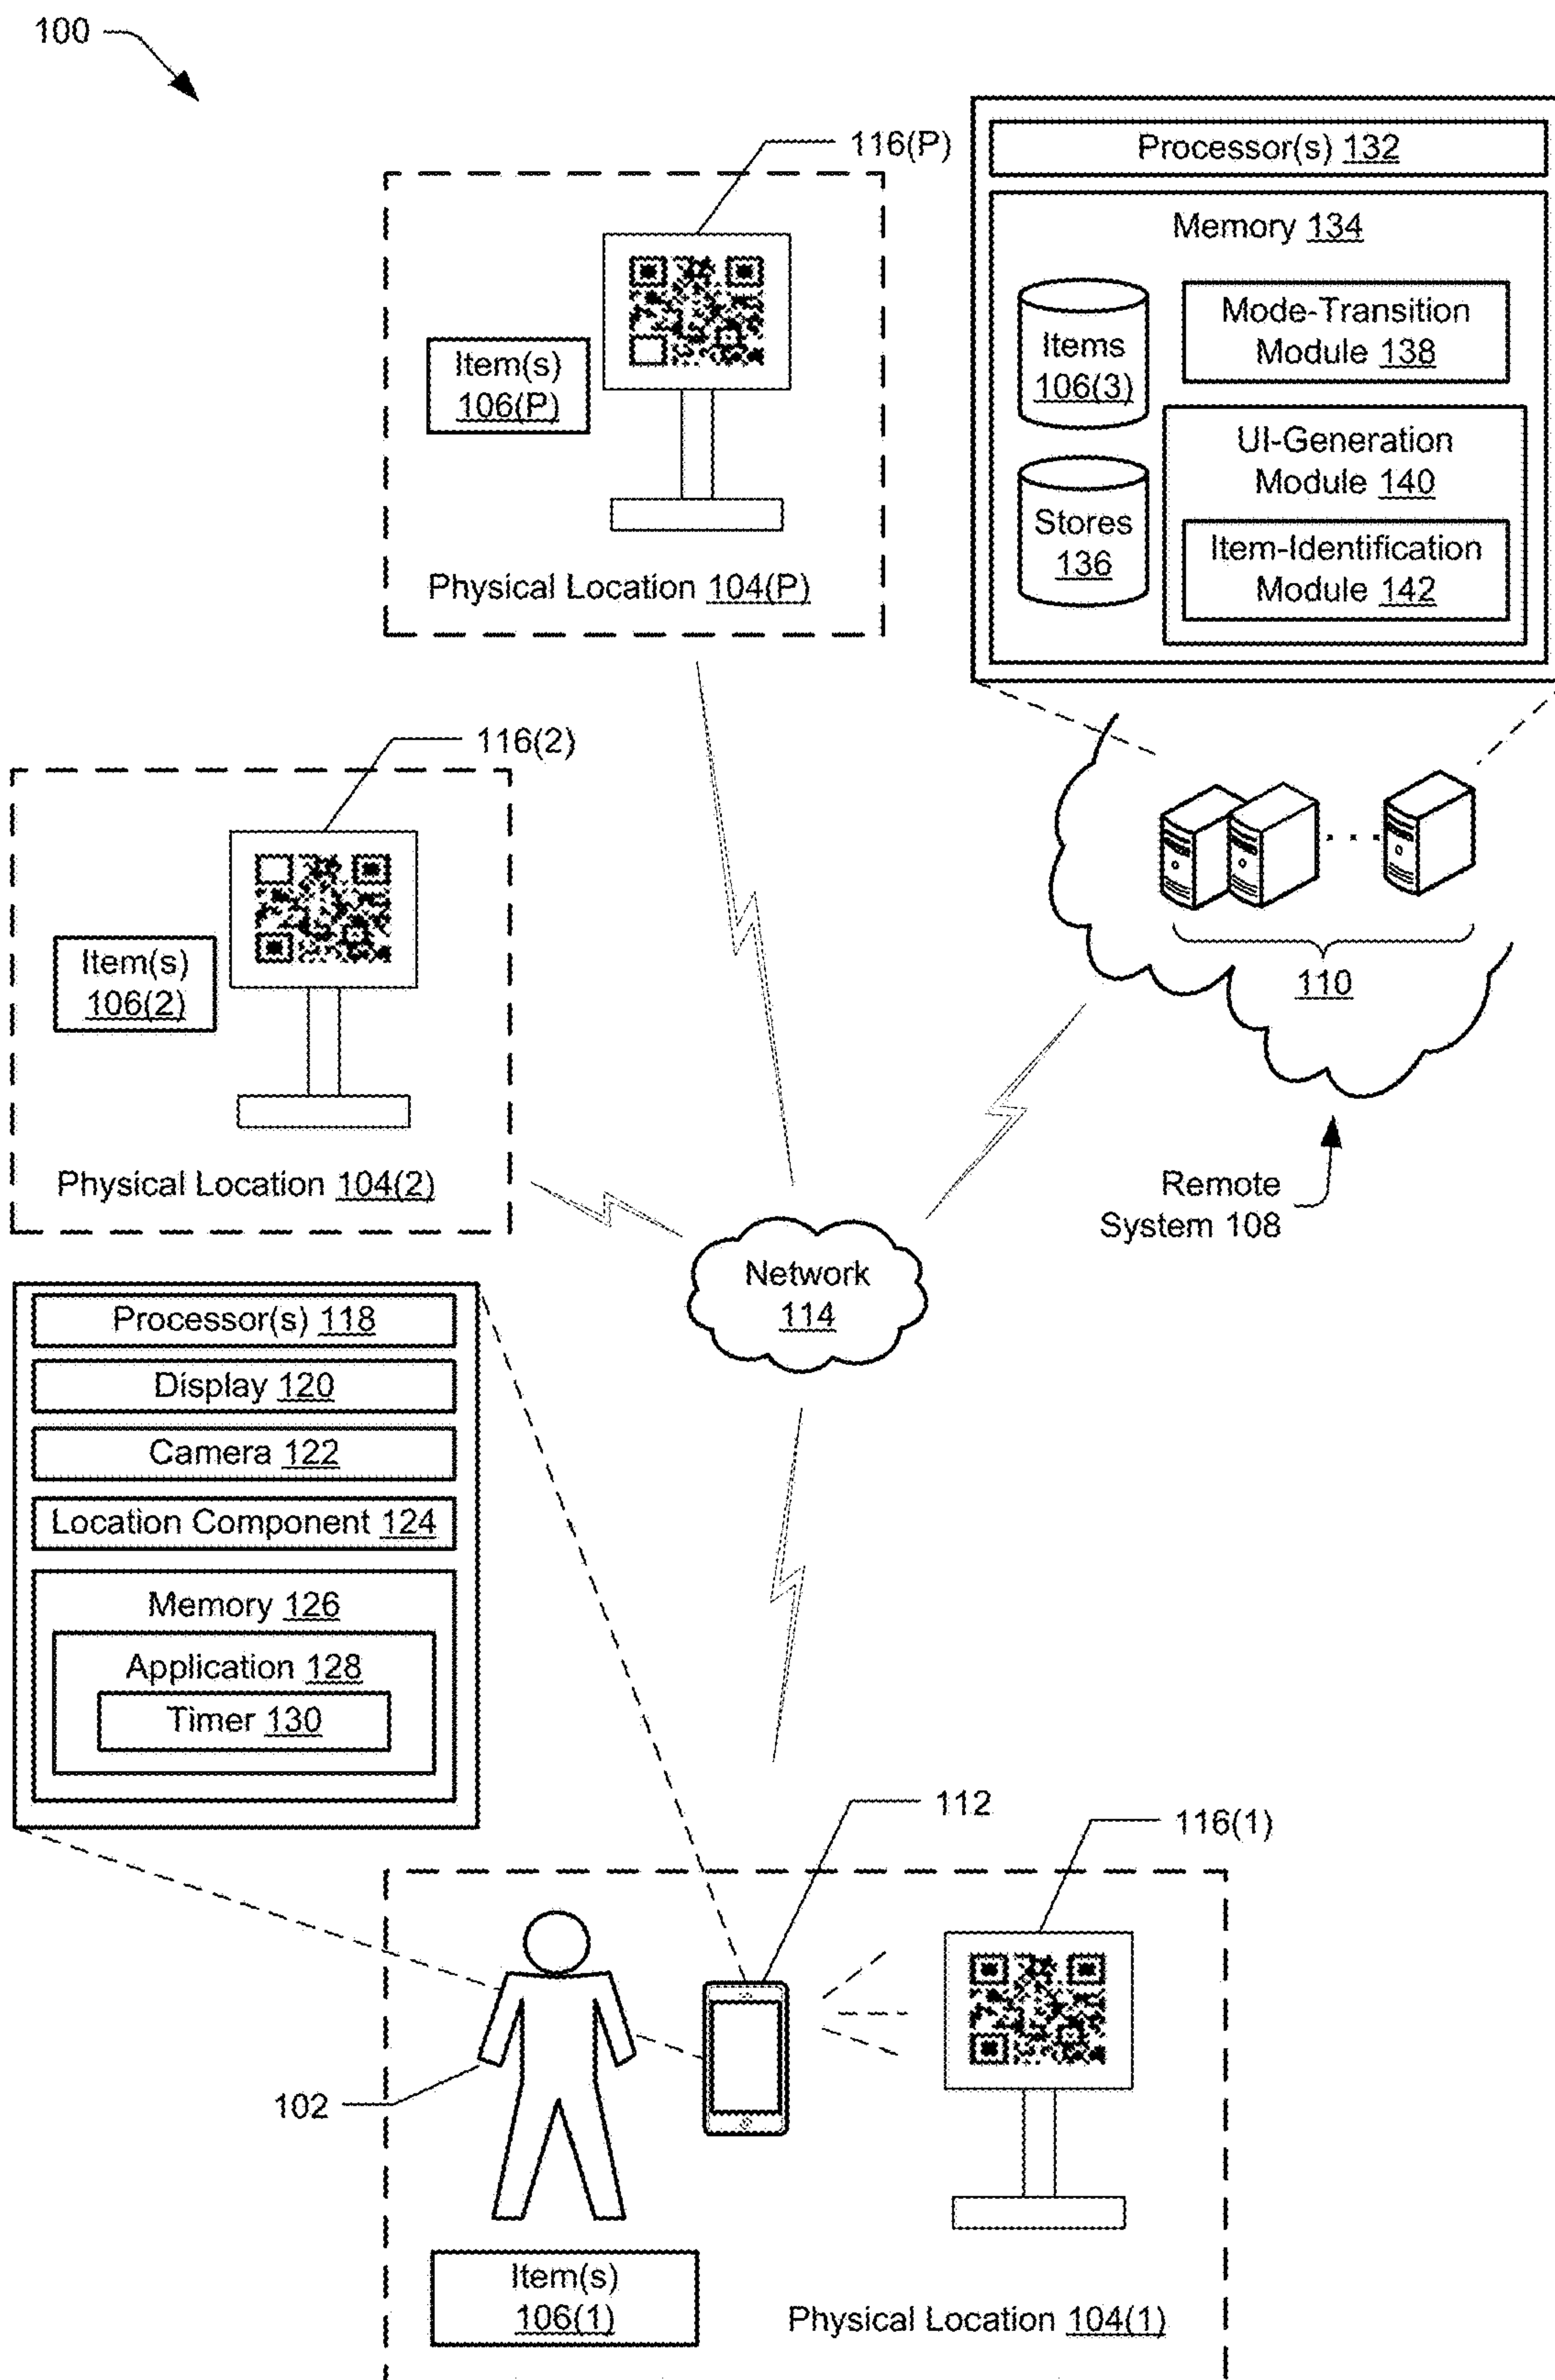 100
116(P)
Item(s)
106(P)
Physical Location 104(P)
Processor(s) 132
Memory 134
Items
106(3)
Mode-Transition
Module 138
UI-Generation
Module 140
Stores
136
Item-Identification
Module 142
116(2)
Item(s)
106(2)
Physical Location 104(2)
110
Remote
System 108
Network
114
Processor(s) 118
Display 120
Camera 122
Location Component 124
Memory 126
Application 128
Timer 130
112
116(1)
102
Item(s)
106(1)
Physical Location 104(1)